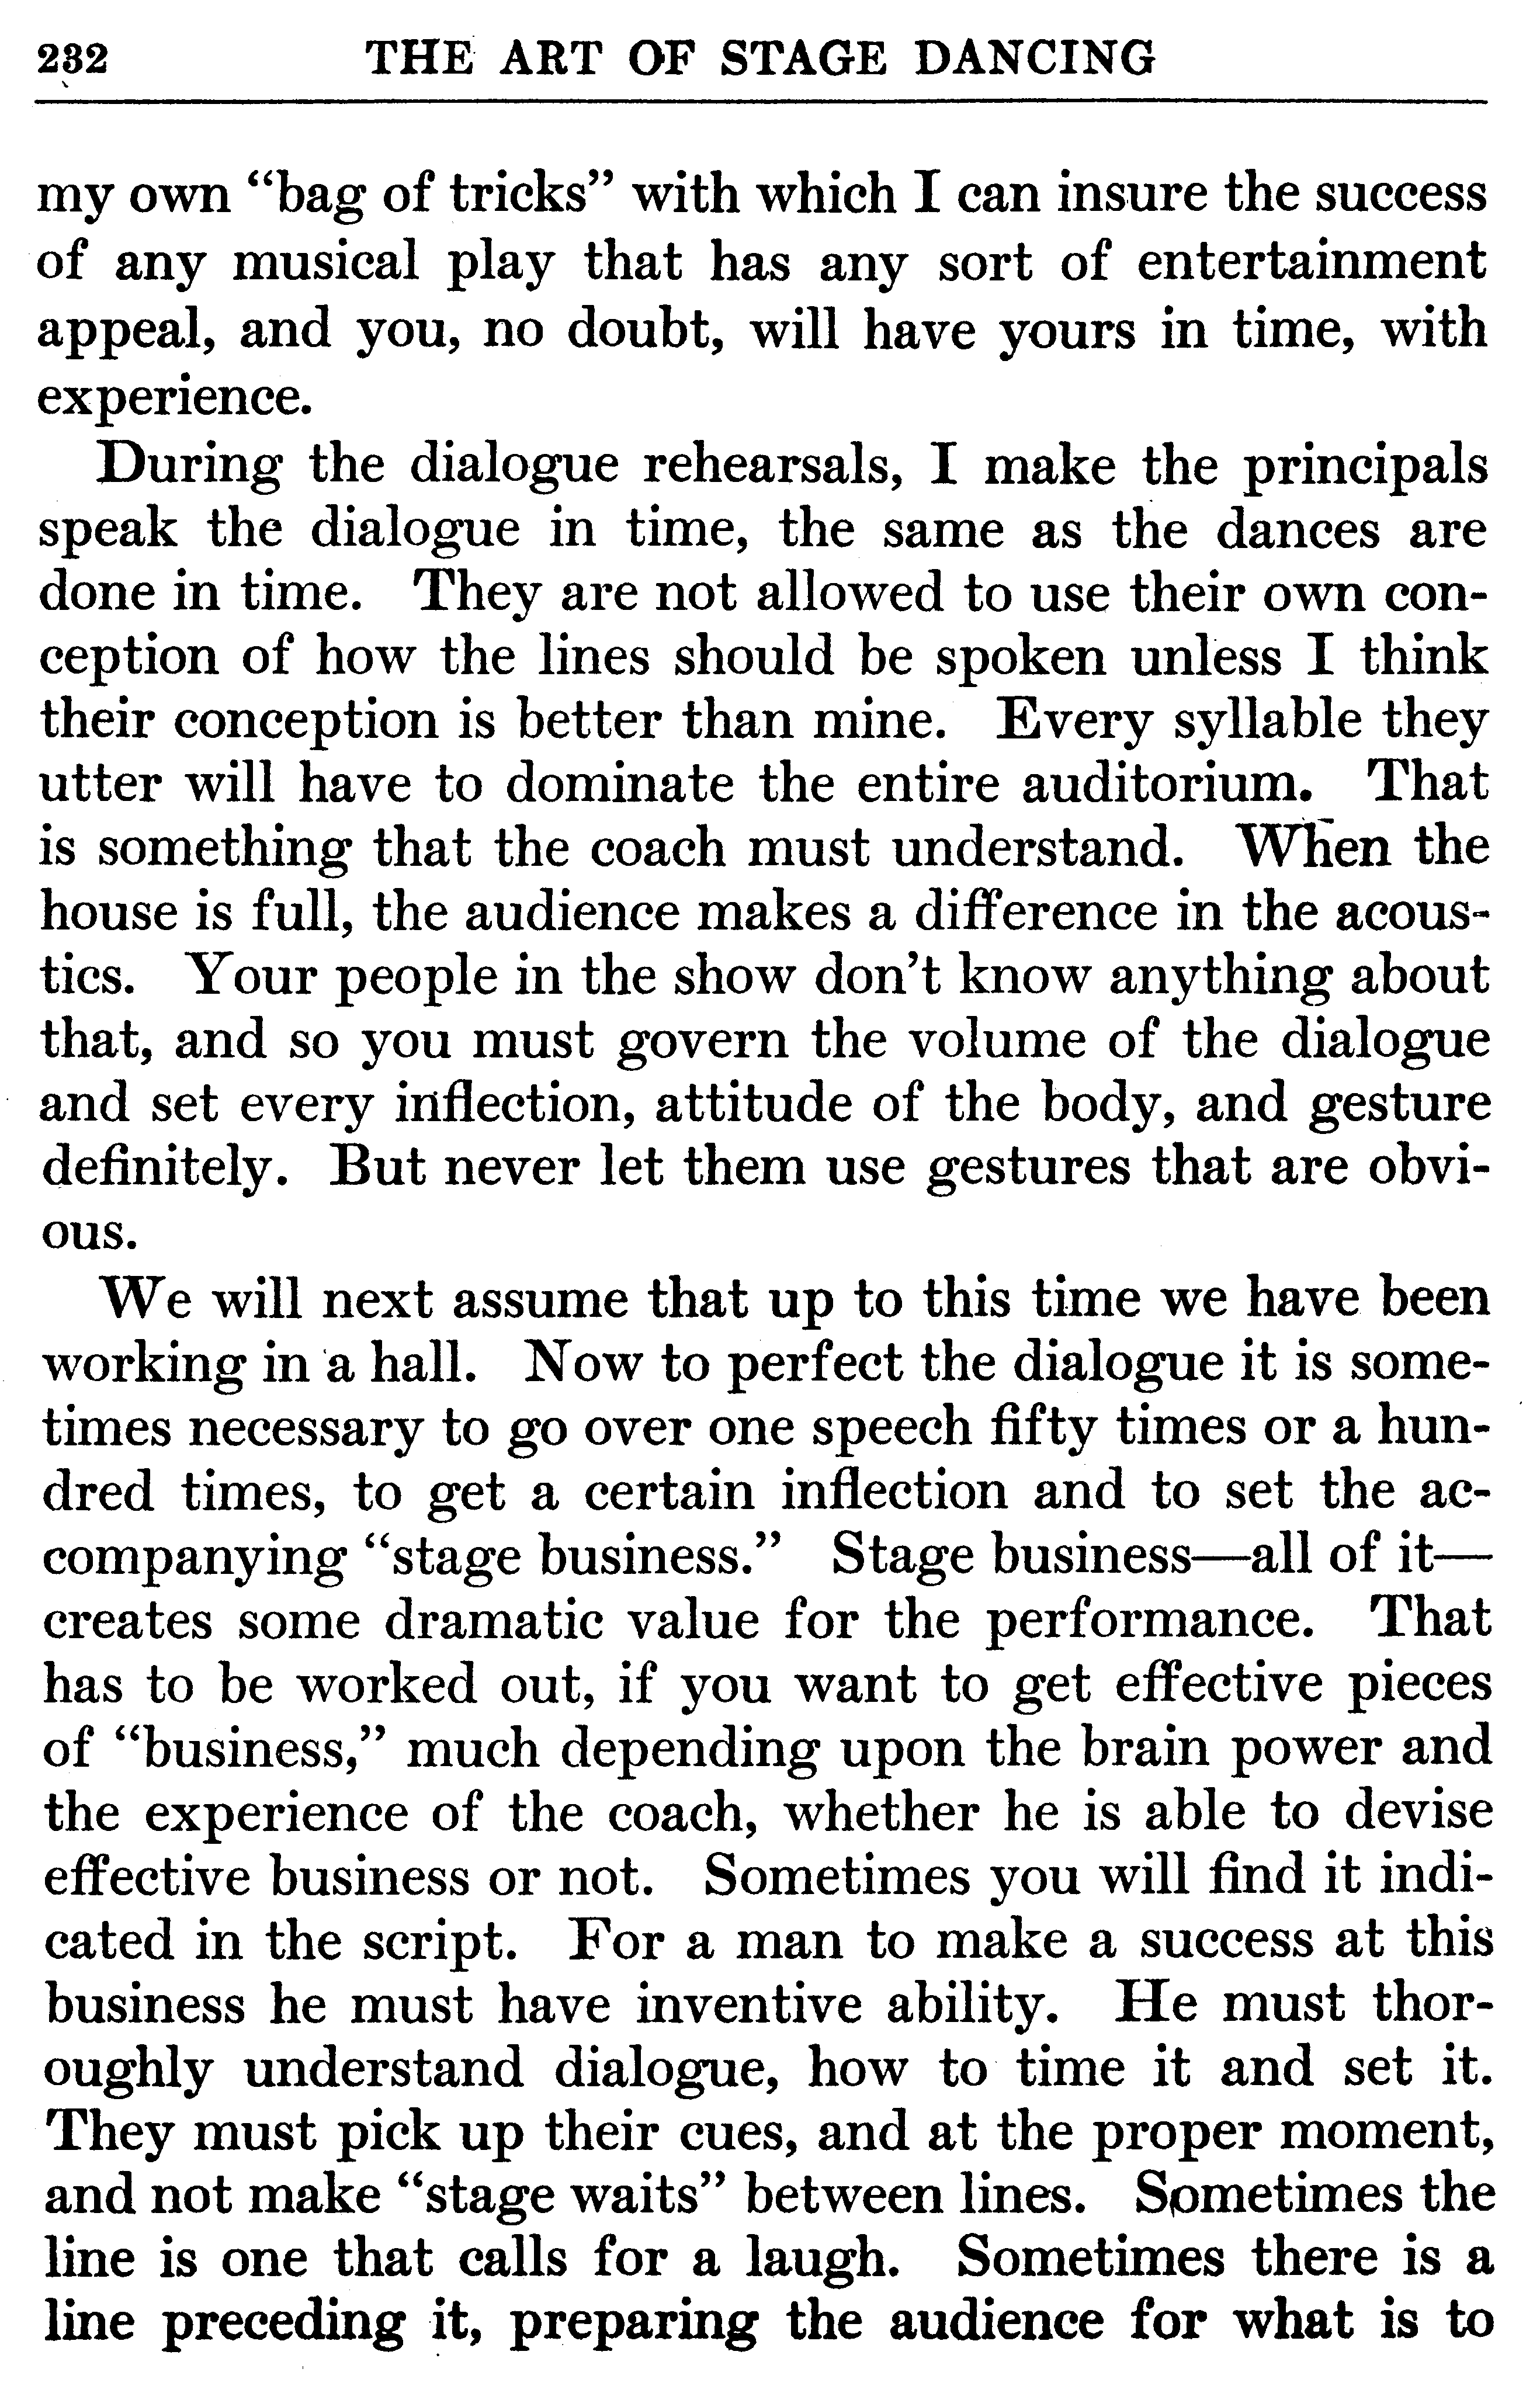 232 THE ART OF STAGE DANCING
my own “bag of tricks” with which I can insure the success
of any musical play that has any sort of entertainment
appeal, and you, no doubt, will have yours in time, with
experience.
During the dialogue rehearsals, I make the principals
speak the dialogue in time, the same as the dances are
done in time. They are not allowed to use their own con-
ception of how the lines should be spoken unless I think
their conception is better than mine. Every syllable they
utter will have to dominate the entire auditorium. That
is something that the coach must understand. When the
house is full, the audience makes a difference in the acous-
tics. Your people in the show don’t know anything about
that, and so you must govern the volume of the dialogue
and set every inflection, attitude of the body, and gesture
definitely. But never let them use gestures that are obvi-
ous.
We will next assume that up to this time we have been
working in a hall. Now to perfect the dialogue it is some-
times necessary to go over one speech fifty times or a hun-
dred times, to get a certain inflection and to set the ac-
companying “stage business.” Stage business—all of it—
creates some dramatic value for the performance. That
has to be worked out, if you want to get effective pieces
of “business,” much depending upon the brain power and
the experience of the coach, whether he is able to devise
effective business or not. Sometimes you will find it indi-
cated in the script. For a man to make a success at this
business he must have inventive ability. He must thor-
oughly understand dialogue, how to time it and set it.
They must pick up their cues, and at the proper moment,
and not make “stage waits” between lines. Sometimes the
line is one that calls for a laugh. Sometimes there is a
line preceding it, preparing the audience for what is to